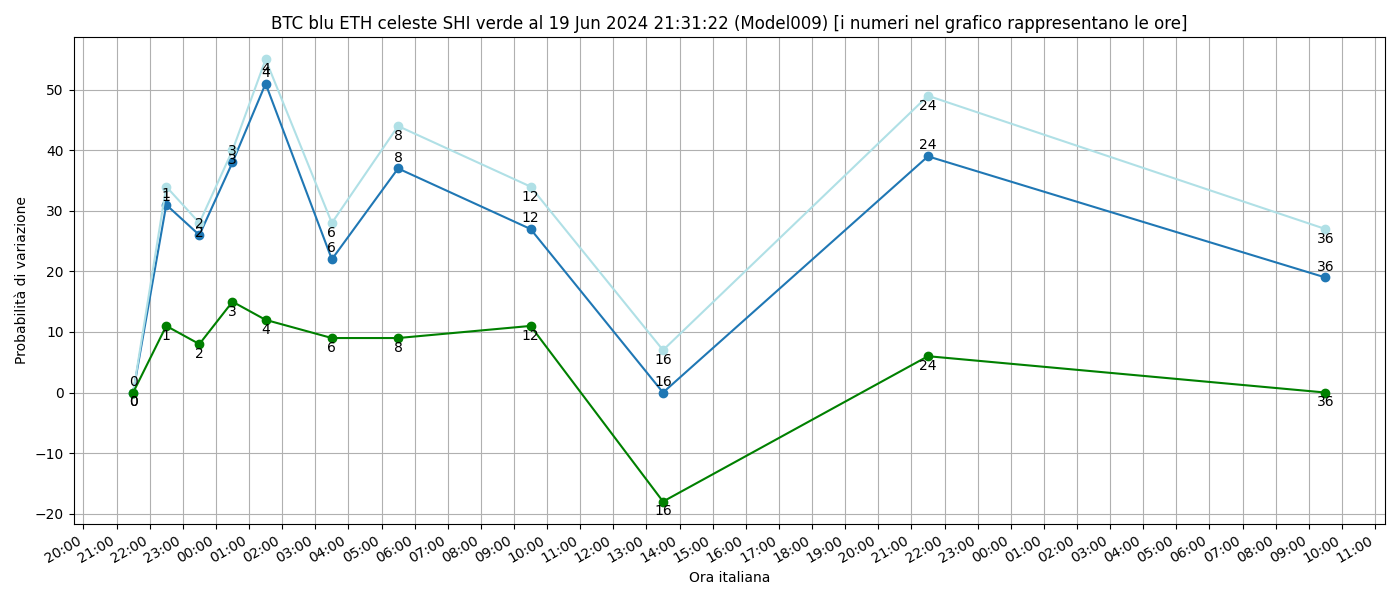 BTC blu ETH celeste SHI verde al 19 Jun 2024 21:31:22 (Model009) [i numeri nel grafico rappresentano le ore]
Probabilità di variazione
50
40
30
20
10
0
−10
−20
0 1 2 3 4 6 8 12 16 24 36
0 1 2 3 4 6 8 12 16 24 36
0 1 2 3 4 6 8 12 16 24 36
20:00 21:00 22:00 23:00 00:00 01:00 02:00 03:00 04:00 05:00 06:00 07:00 08:00 09:00 10:00 11:00 12:00 13:00 14:00 15:00 16:00 17:00 18:00 19:00 20:00 21:00 22:00 23:00 00:00 01:00 02:00 03:00 04:00 05:00 06:00 07:00 08:00 09:00 10:00 11:00
Ora italiana